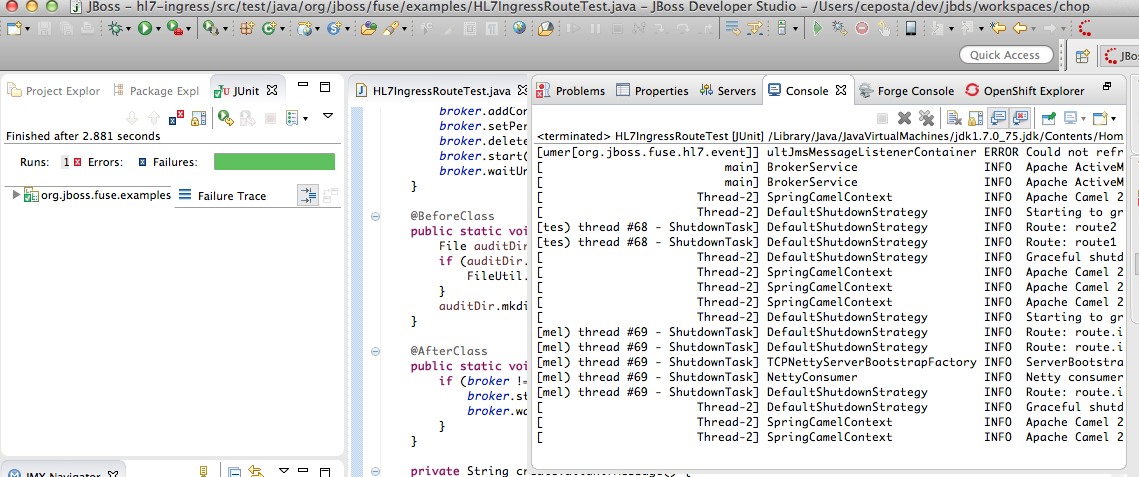 JBoss – hl7-ingress/src/test/java/org/jboss/fuse/examples/HL7IngressRouteTest.java – JBoss Developer Studio – /Users/ceposta/dev/jbds/workspaces/chop
Quick Access
JBo
Project Explor
Package Expl
JUnit
Finished after 2.881 seconds
Runs: 1 Errors: Failures:
org.jboss.fuse.examples
Failure Trace
JMX Navigator
HL7IngressRouteTest.java
broker.addCon
broker.setPer
broker.delete
broker.start(
broker.waitUn
}
@BeforeClass
public static voi
File auditDir
if (auditDir.
FileUtil.
}
auditDir.mkdi
}
@AfterClass
public static voi
if (broker !=
broker.st
broker.wa
}
}
private String
Problems
Properties
Servers
Console
Forge Console
OpenShift Explorer
<terminated> HL7IngressRouteTest [JUnit] /Library/Java/JavaVirtualMachines/jdk1.7.0_75.jdk/Contents/Hom
[umer[org.jboss.fuse.hl7.event]] ultJmsMessageListenerContainer ERROR Could not refr
[ main] BrokerService INFO Apache ActiveM
[ main] BrokerService INFO Apache ActiveM
[ Thread-2] SpringCamelContext INFO Apache Camel 2
[ Thread-2] DefaultShutdownStrategy INFO Starting to gr
[tes) thread #68 - ShutdownTask] DefaultShutdownStrategy INFO Route: route2
[tes) thread #68 - ShutdownTask] DefaultShutdownStrategy INFO Route: route1
[ Thread-2] DefaultShutdownStrategy INFO Graceful shutd
[ Thread-2] SpringCamelContext INFO Apache Camel 2
[ Thread-2] SpringCamelContext INFO Apache Camel 2
[ Thread-2] SpringCamelContext INFO Apache Camel 2
[ Thread-2] DefaultShutdownStrategy INFO Starting to gr
[mel) thread #69 - ShutdownTask] DefaultShutdownStrategy INFO Route: route.i
[mel) thread #69 - ShutdownTask] DefaultShutdownStrategy INFO Route: route.i
[mel) thread #69 - ShutdownTask] TCPNettyServerBootstrapFactory INFO ServerBootstra
[mel) thread #69 - ShutdownTask] NettyConsumer INFO Netty consumer
[mel) thread #69 - ShutdownTask] DefaultShutdownStrategy INFO Route: route.i
[ Thread-2] DefaultShutdownStrategy INFO Graceful shutd
[ Thread-2] SpringCamelContext INFO Apache Camel 2
[ Thread-2] SpringCamelContext INFO Apache Camel 2